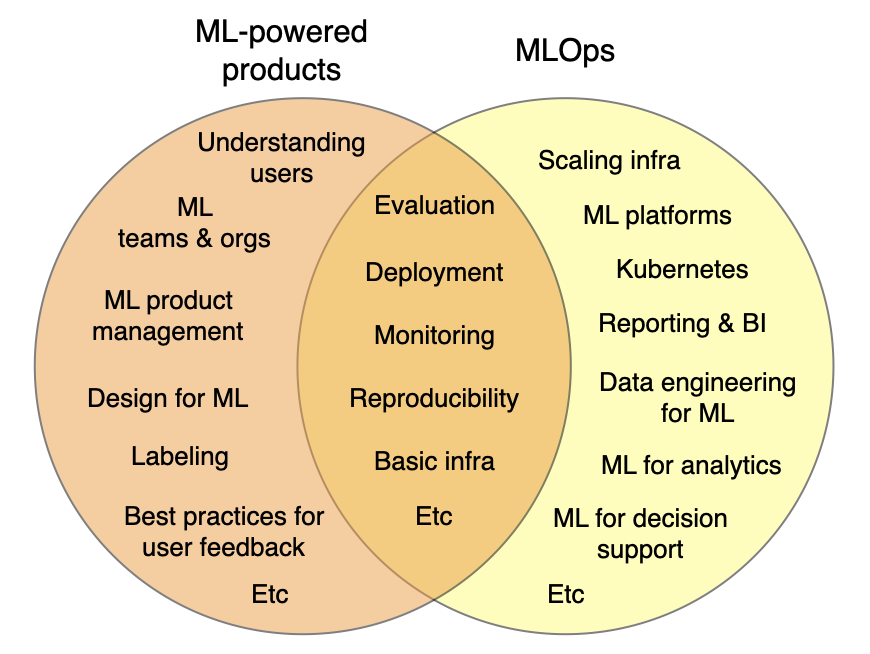 ML-powered
products
MLOps
Understanding
users
ML
teams & orgs
ML product
management
Design for ML
Labeling
Best practices for
user feedback
Etc
Evaluation
Deployment
Monitoring
Reproducibility
Basic infra
Etc
Scaling infra
ML platforms
Kubernetes
Reporting & BI
Data engineering
for ML
ML for analytics
ML for decision
support
Etc